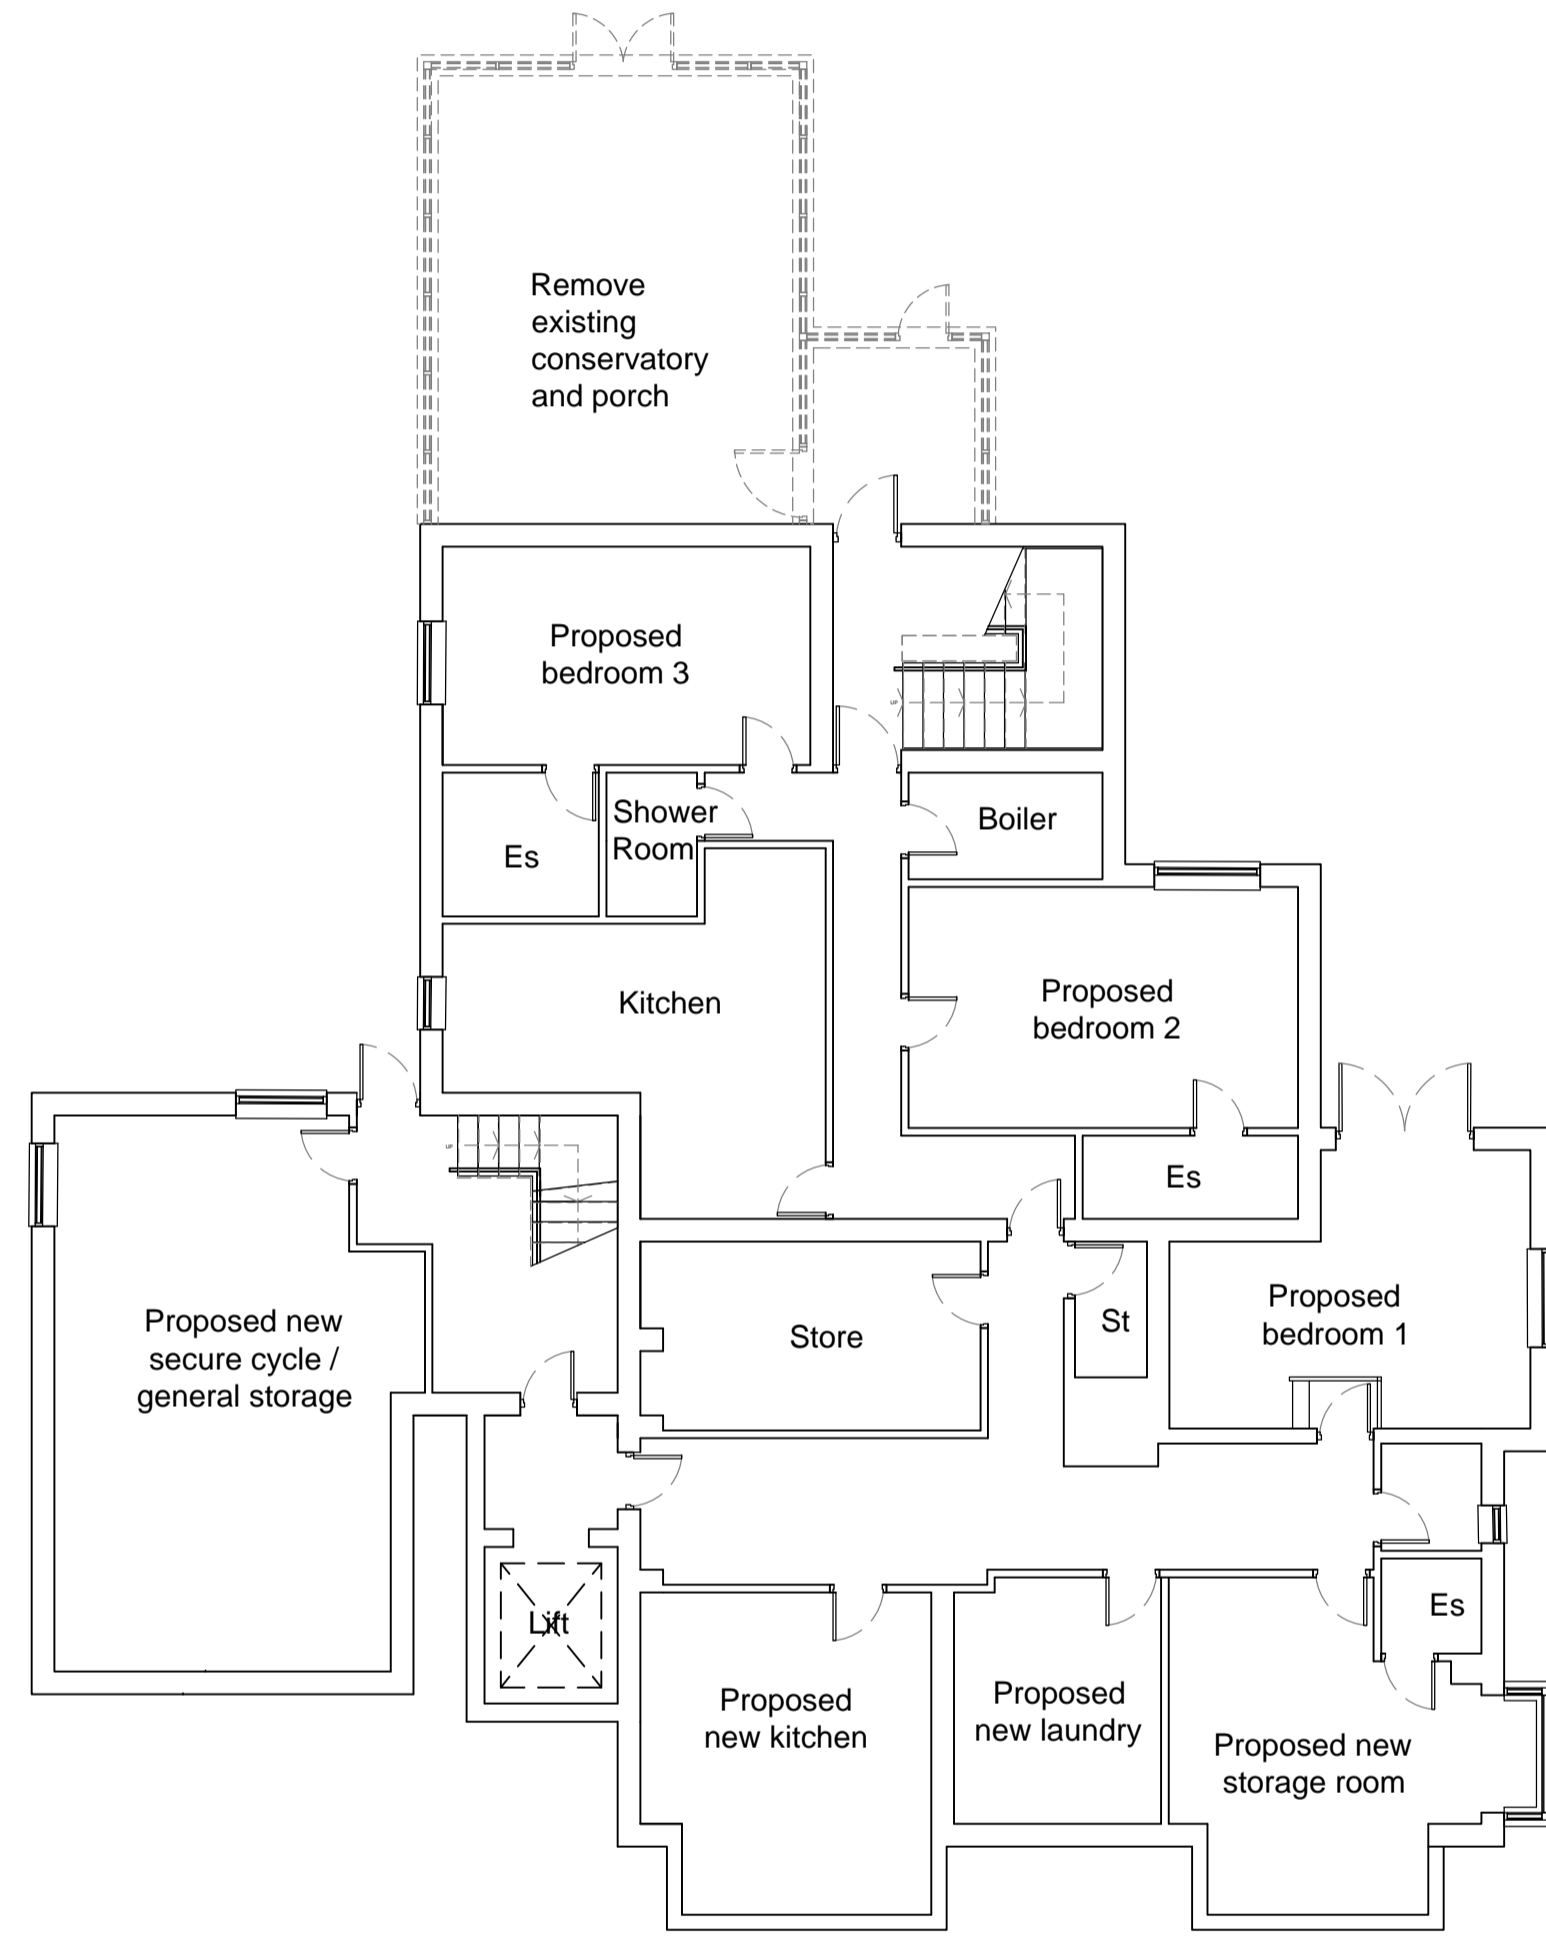 Remove
existing
conservatory
and porch
Proposed
bedroom 3
UP
Shower
Room
Boiler
Es
Kitchen
Proposed
bedroom 2
UP
Es
Proposed new
secure cycle /
general storage
Store
St
Proposed
bedroom 1
Lift
Es
Proposed
new kitchen
Proposed
new laundry
Proposed new
storage room